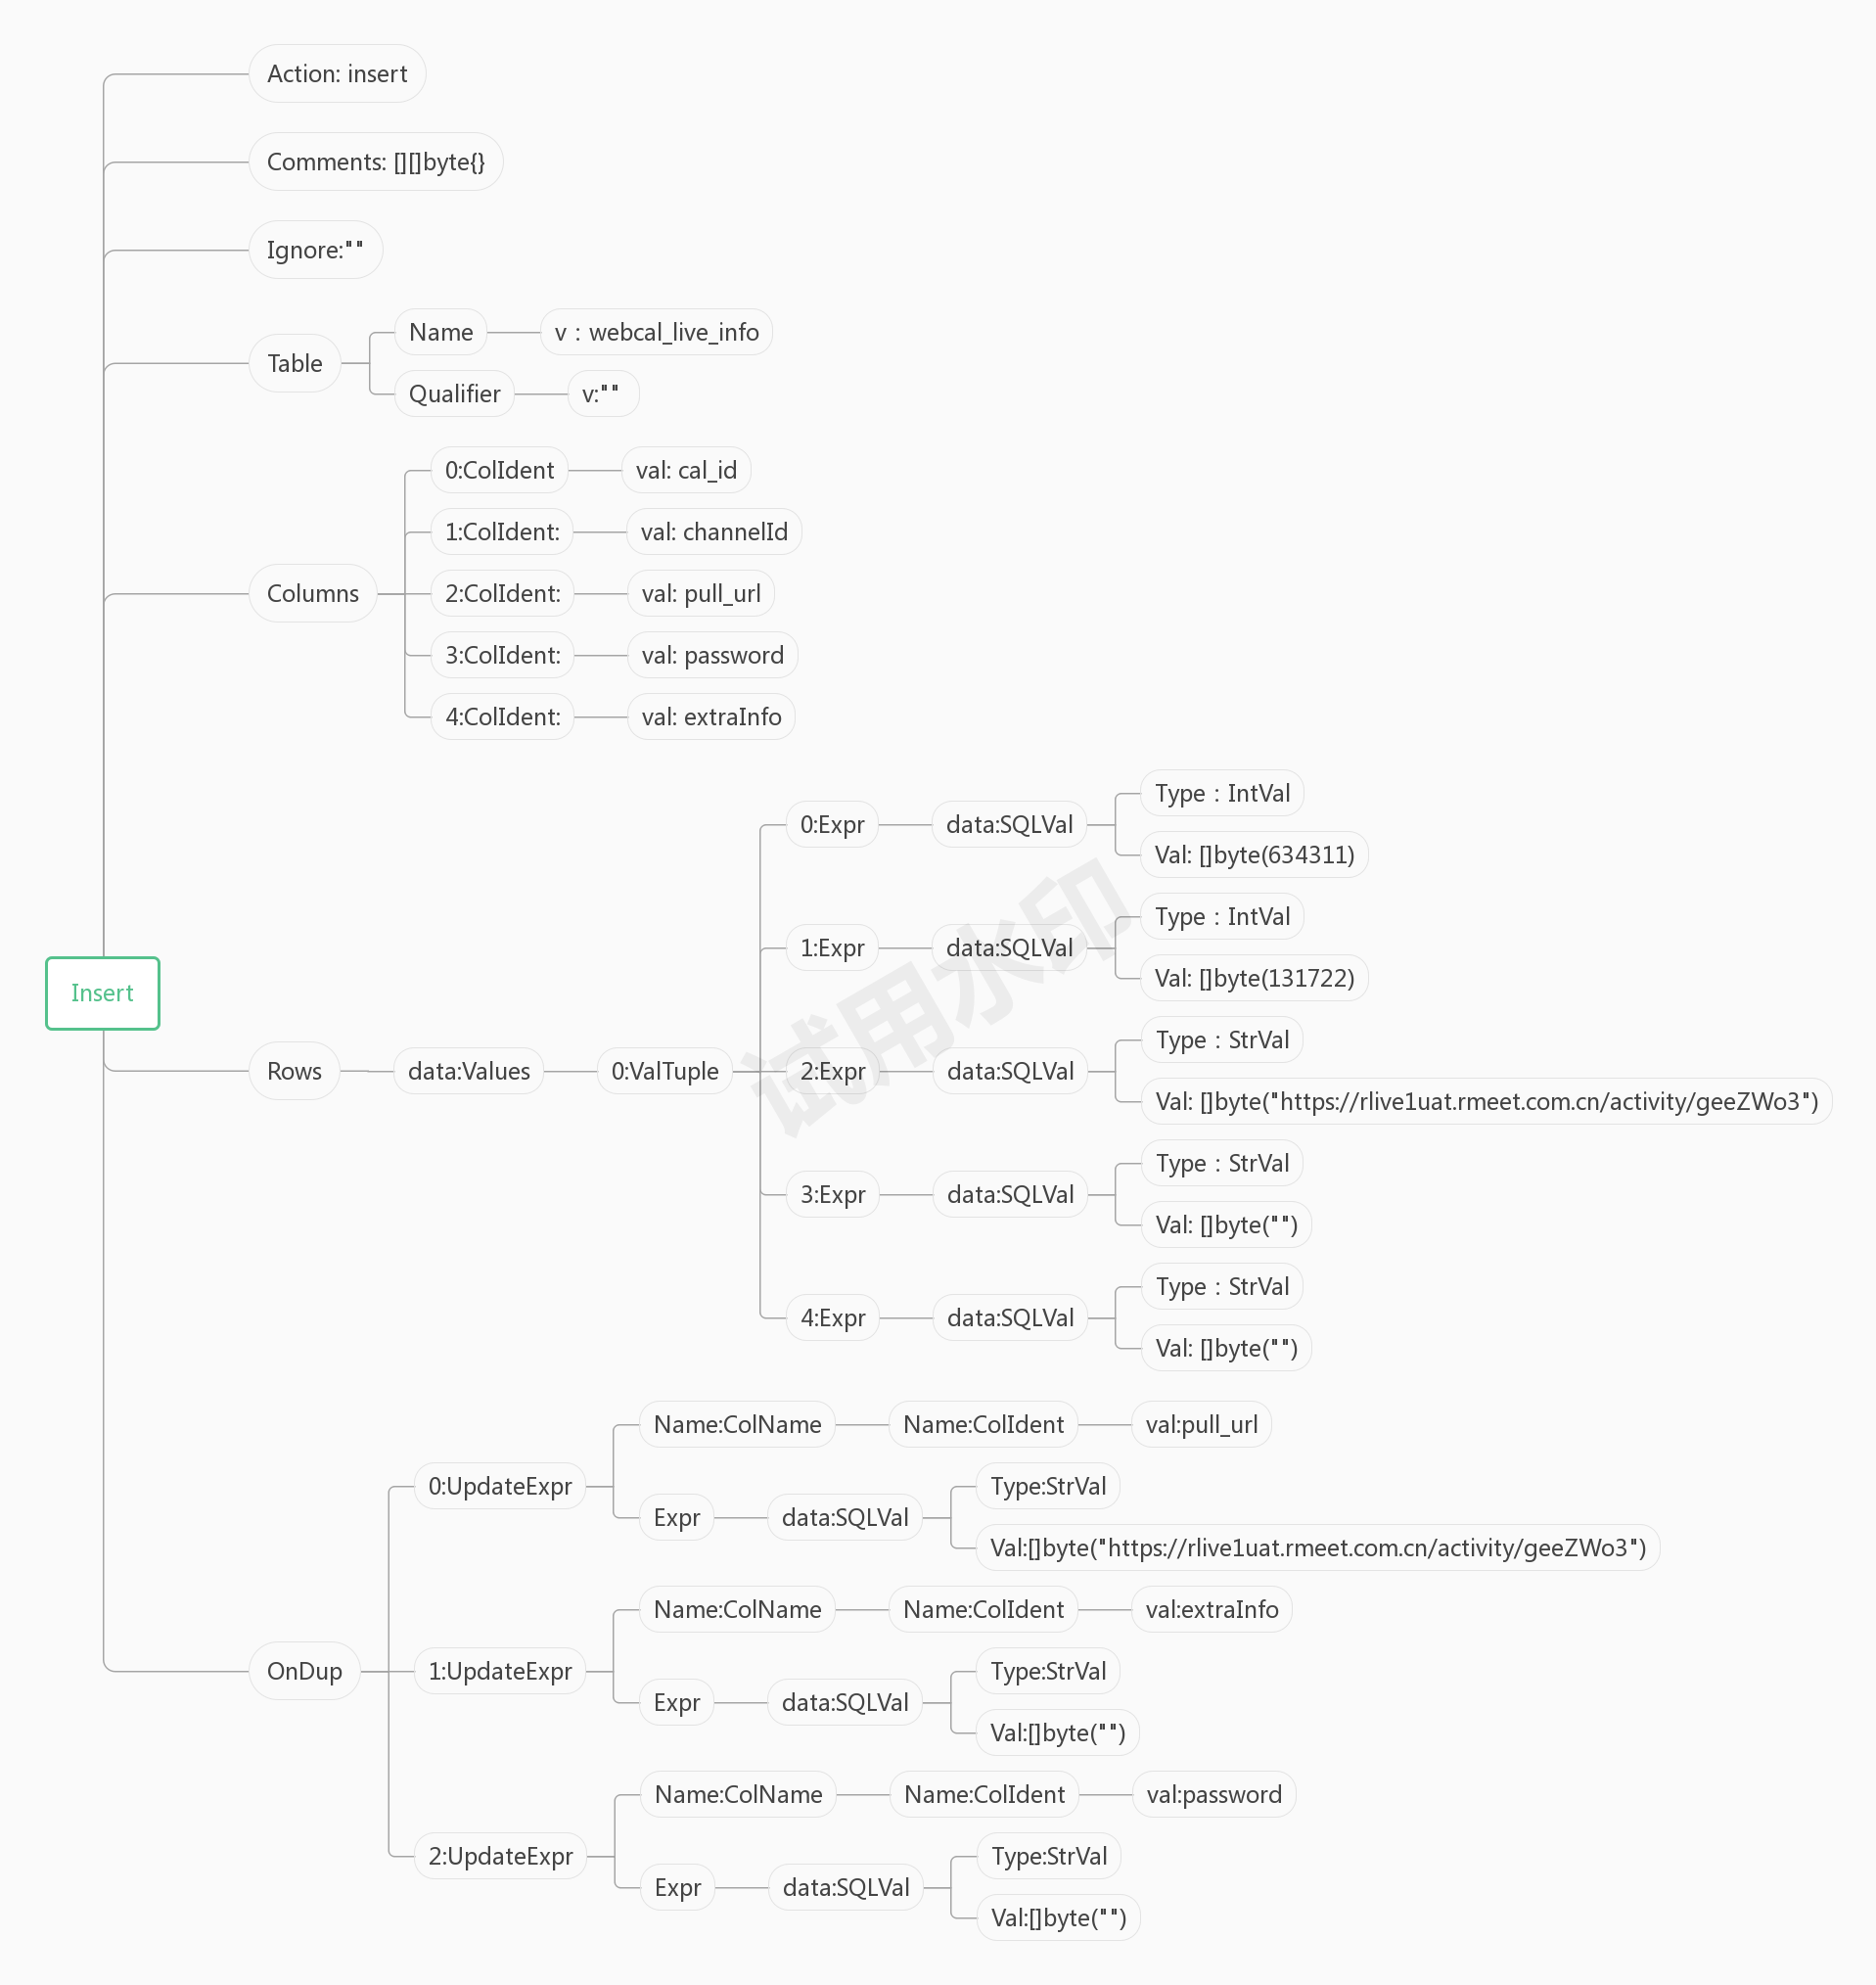 Action: insert
Comments: [][]byte{}
Ignore:""
Table
Name
v：webcal_live_info
Qualifier
v:""
Columns
0:ColIdent
val: cal_id
1:ColIdent:
val: channelId
2:ColIdent:
val: pull_url
3:ColIdent:
val: password
4:ColIdent:
val: extraInfo
Insert
Rows
data:Values
0:ValTuple
0:Expr
data:SQLVal
Type：IntVal
Val: []byte(634311)
1:Expr
data:SQLVal
Type：IntVal
Val: []byte(131722)
2:Expr
data:SQLVal
Type：StrVal
Val: []byte("https://rlive1uat.rmeet.com.cn/activity/geeZWo3")
3:Expr
data:SQLVal
Type：StrVal
Val: []byte("")
4:Expr
data:SQLVal
Type：StrVal
Val: []byte("")
试用水印
OnDup
0:UpdateExpr
Name:ColName
Name:ColIdent
val:pull_url
Expr
data:SQLVal
Type:StrVal
Val:[]byte("https://rlive1uat.rmeet.com.cn/activity/geeZWo3")
1:UpdateExpr
Name:ColName
Name:ColIdent
val:extraInfo
Expr
data:SQLVal
Type:StrVal
Val:[]byte("")
2:UpdateExpr
Name:ColName
Name:ColIdent
val:password
Expr
data:SQLVal
Type:StrVal
Val:[]byte("")